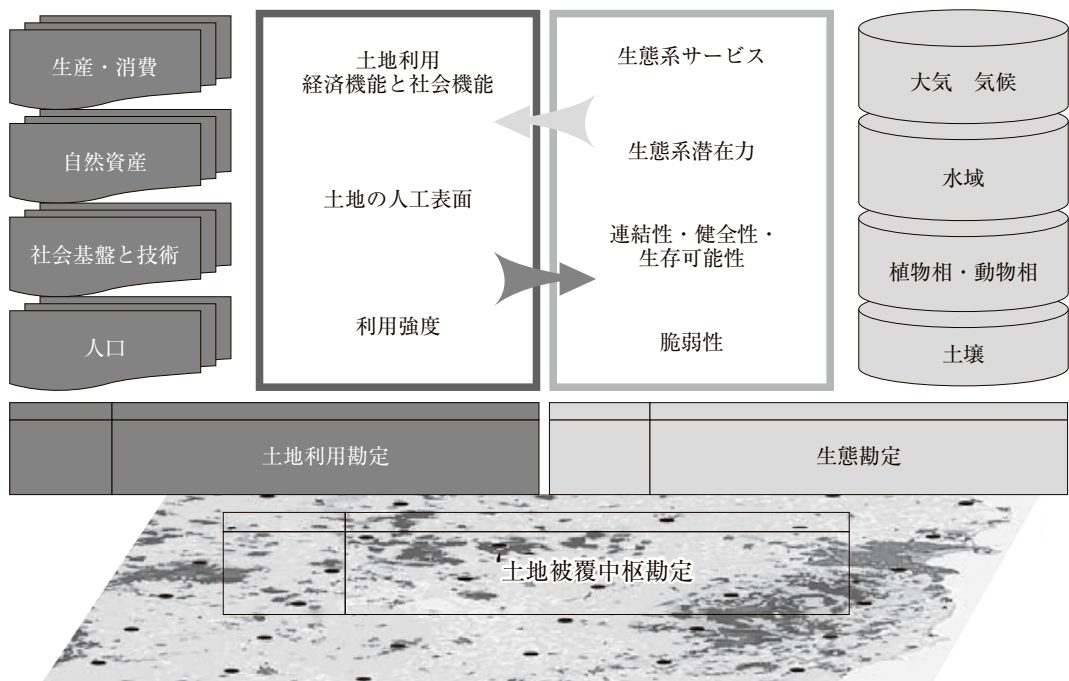 生産・消費
自然資産
社会基盤と技術
人口
土地利用
経済機能と社会機能
土地の人工表面
利用強度
生態系サービス
生態系潜在力
連結性・健全性・
生存可能性
脆弱性
大気　気候
水域
植物相・動物相
土壌
土地利用勘定
生態勘定
土地被覆中枢勘定